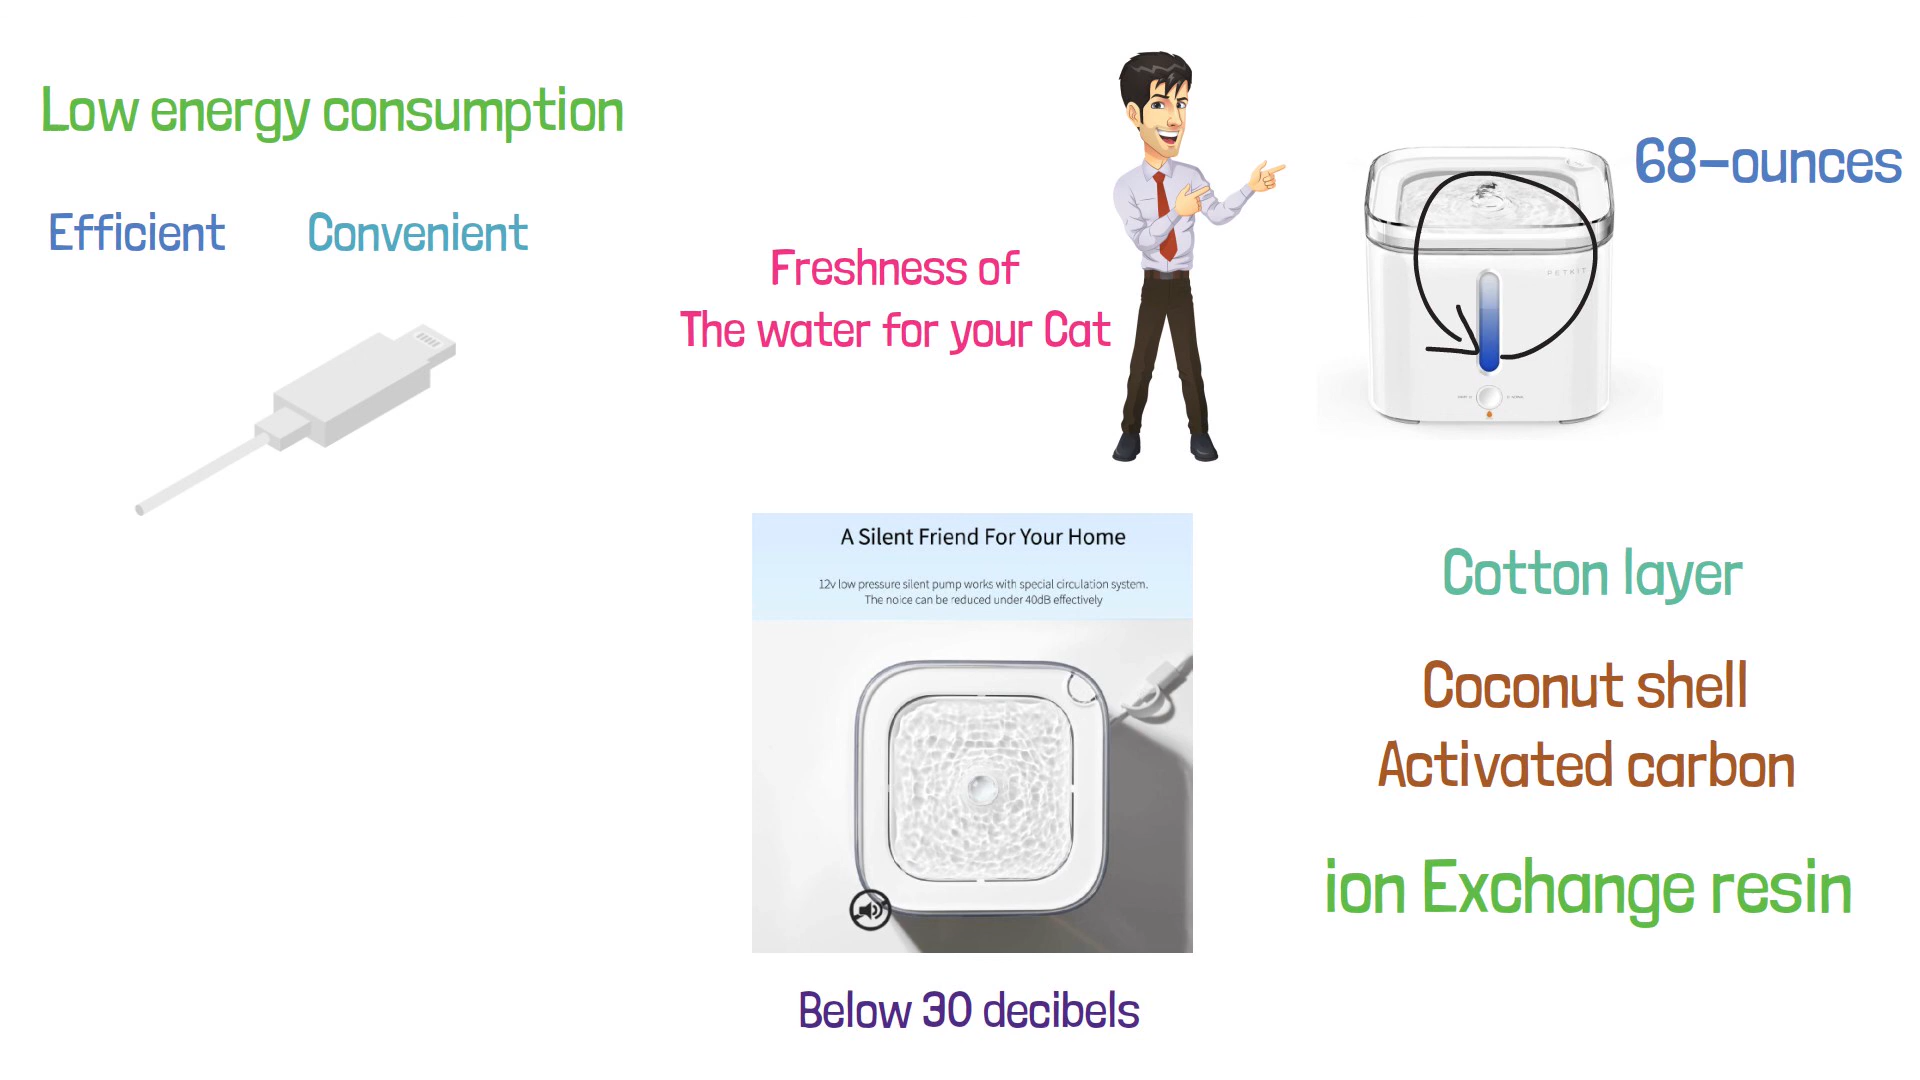 Low energy consumption
Efficient
Convenient
Freshness of
The water for your Cat
68-ounces
PETKIT
A Silent Friend For Your Home
12v low pressure silent pump works with special circulation system.
The noice can be reduced under 40dB effectively
Below 30 decibels
Cotton layer
Coconut shell
Activated carbon
ion Exchange resin